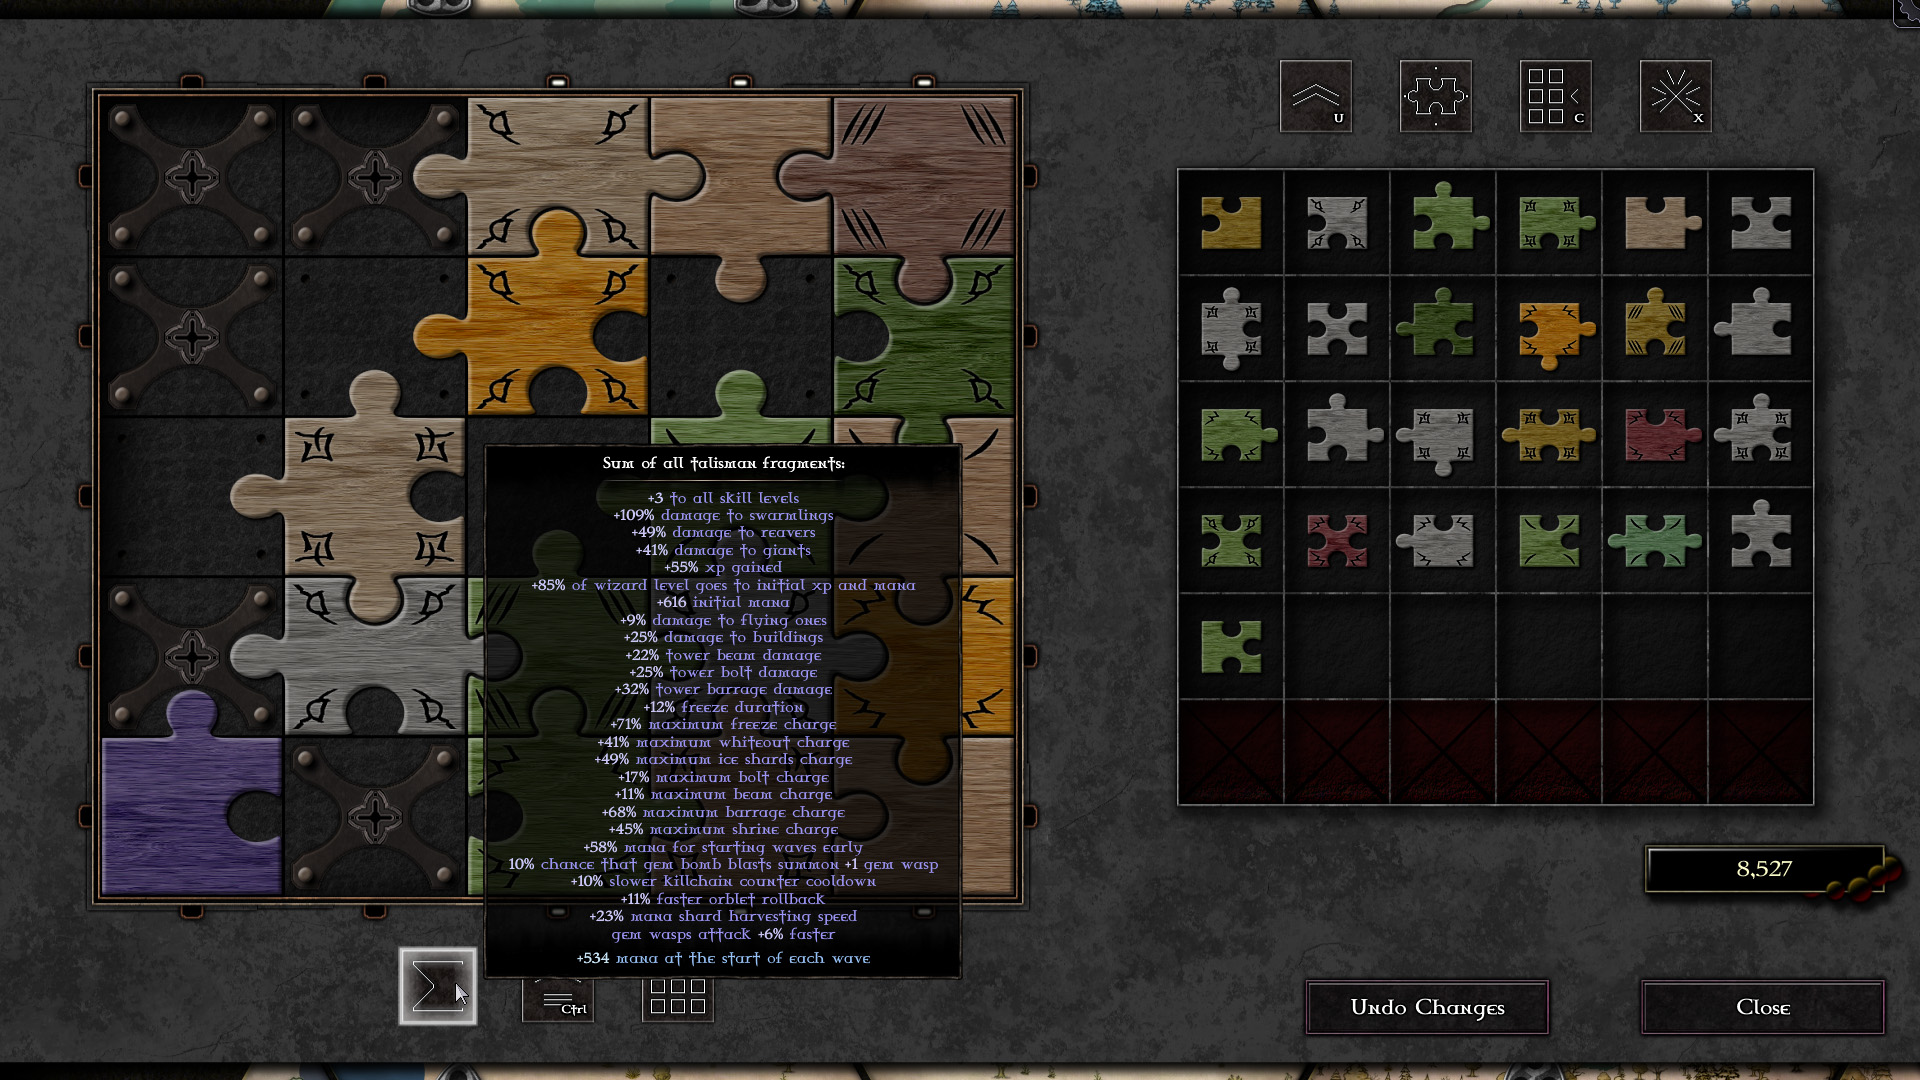 U
C
X
Sum of all talisman fragments:
+3 to all skill levels
+109% damage to swarmlings
+49% damage to reavers
+41% damage to giants
+55% xp gained
+85% of wizard level goes to initial xp and mana
+616 initial mana
+9% damage to flying ones
+25% damage to buildings
+22% tower beam damage
+25% tower bolt damage
+32% tower barrage damage
+12% freeze duration
+71% maximum freeze charge
+41% maximum whiteout charge
+49% maximum ice shards charge
+17% maximum bolt charge
+11% maximum beam charge
+68% maximum barrage charge
+45% maximum shrine charge
+58% mana for starting waves early
10% chance that gem bomb blasts summon +1 gem wasp
+10% slower killchain counter cooldown
+11% faster orblet rollback
+23% mana shard harvesting speed
gem wasps attack +6% faster
+534 mana at the start of each wave
8,527
Ctrl
Undo Changes
Close